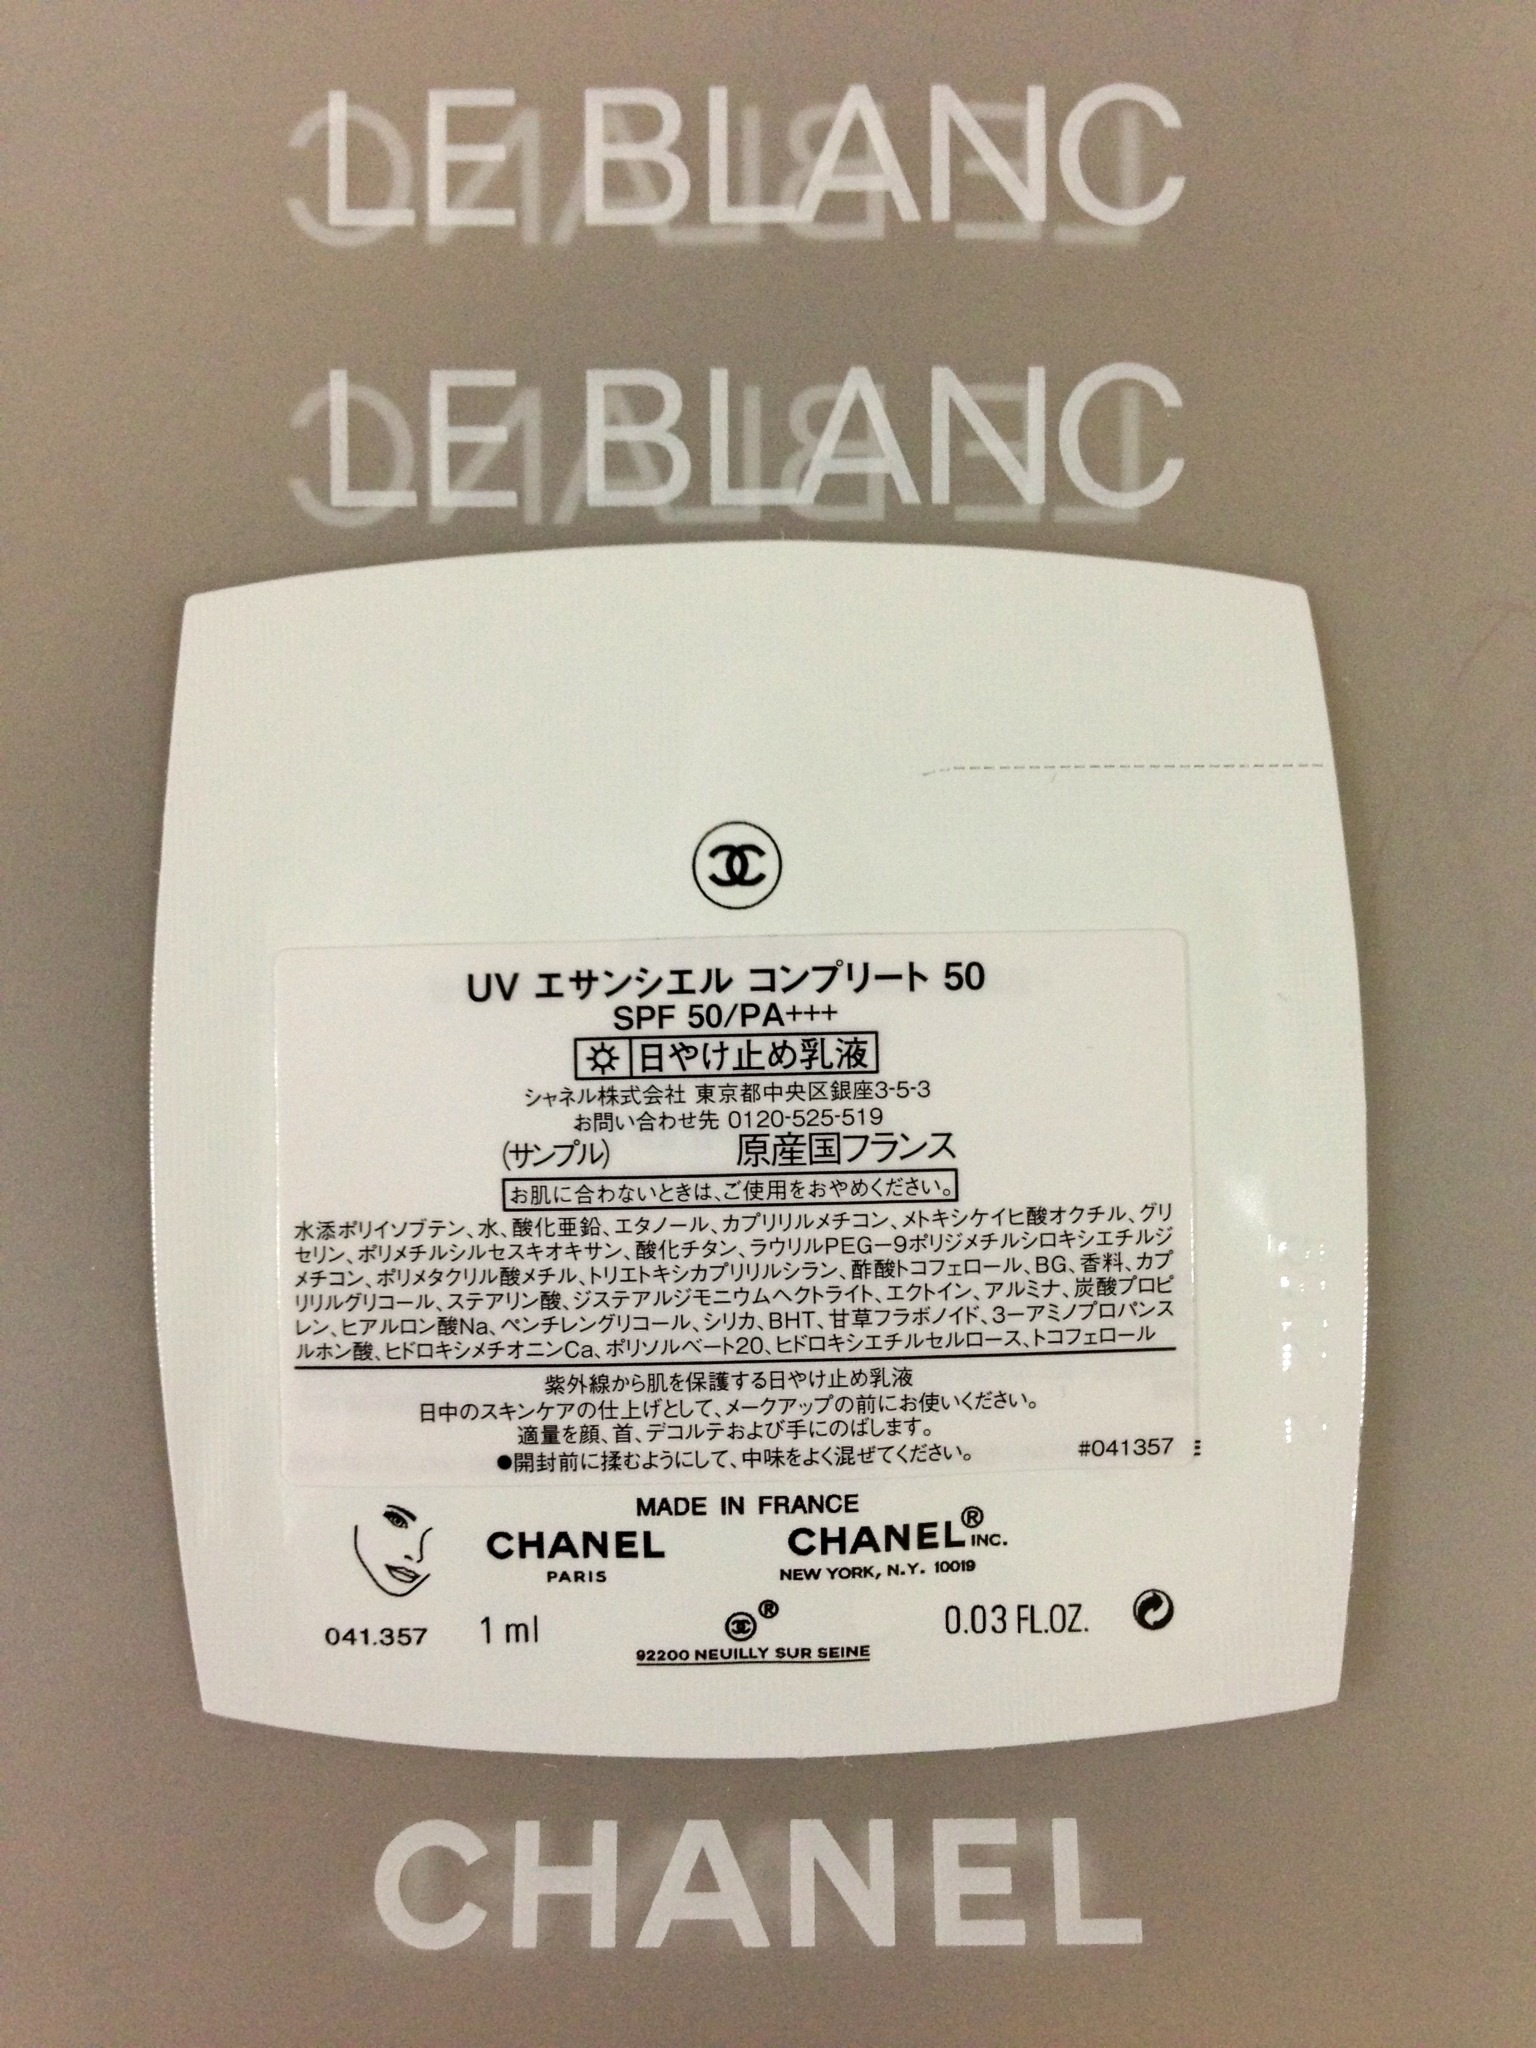 LE BLANC
LE BLANC
UV エサンシエル コンプリート 50
SPF 50/PA+++
日やけ止め乳液
シャネル株式会社 東京都中央区銀座3-5-3
お問い合わせ先 0120-525-519
(サンプル) 原産国フランス
お肌に合わないときは、ご使用をおやめください。
水添ポリイソブテン、水、酸化亜鉛、エタノール、カプリリルメチコン、メトキシケイヒ酸オクチル、グリ
セリン、ポリメチルシルセスキオキサン、酸化チタン、ラウリルPEG－9ポリジメチルシロキシエチルジ
メチコン、ポリメタクリル酸メチル、トリエトキシカプリリルシラン、酢酸トコフェロール、BG、香料、カプ
リリルグリコール、ステアリン酸、ジステアルジモニウムヘクトライト、エクトイン、アルミナ、炭酸プロピ
レン、ヒアルロン酸Na、ペンチレングリコール、シリカ、BHT、甘草フラボノイド、3－アミノプロパンス
ルホン酸、ヒドロキシメチオニンCa、ポリソルベート20、ヒドロキシエチルセルロース、トコフェロール
紫外線から肌を保護する日やけ止め乳液
日中のスキンケアの仕上げとして、メークアップの前にお使いください。
適量を顔、首、デコルテおよび手にのばします。
●開封前に揉むようにして、中味をよく混ぜてください。 #041357
MADE IN FRANCE
CHANEL CHANEL® INC.
PARIS NEW YORK, N.Y. 10019
041.357 1 ml ® 0.03 FL.OZ.
92200 NEUILLY SUR SEINE
CHANEL